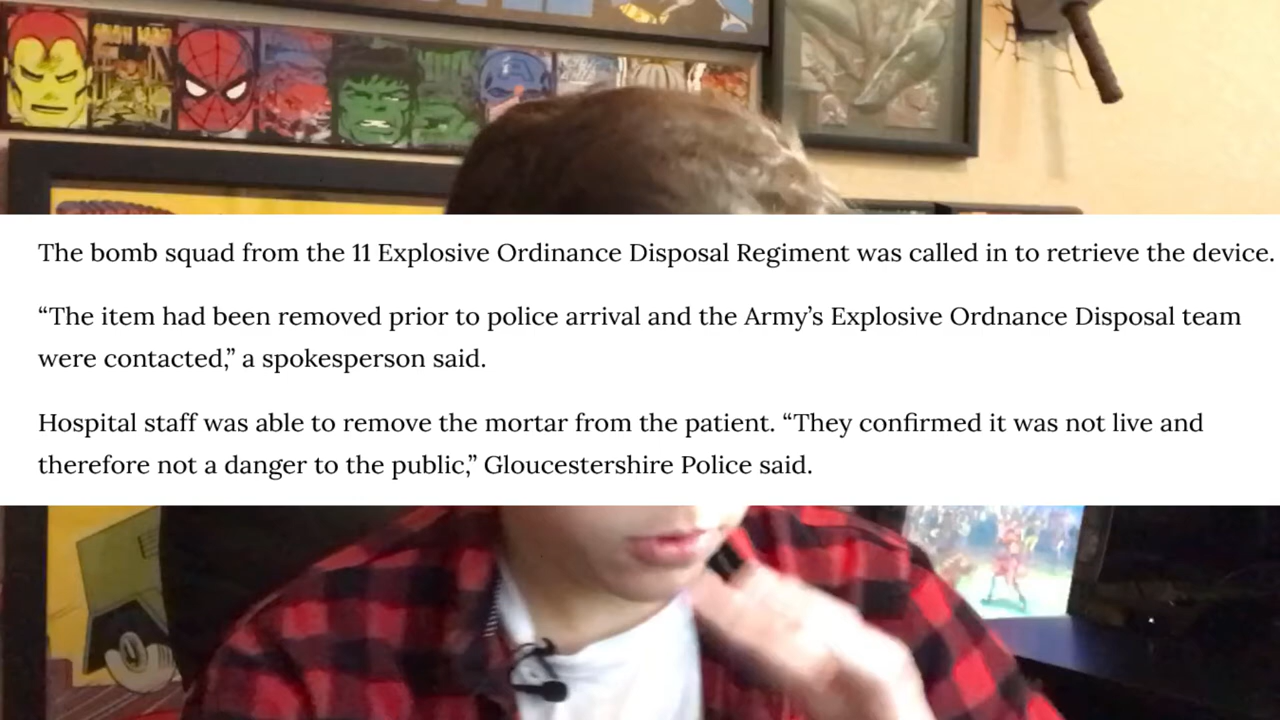 The bomb squad from the 11 Explosive Ordinance Disposal Regiment was called in to retrieve the device.
“The item had been removed prior to police arrival and the Army’s Explosive Ordnance Disposal team
were contacted,” a spokesperson said.
Hospital staff was able to remove the mortar from the patient. “They confirmed it was not live and
therefore not a danger to the public,” Gloucestershire Police said.